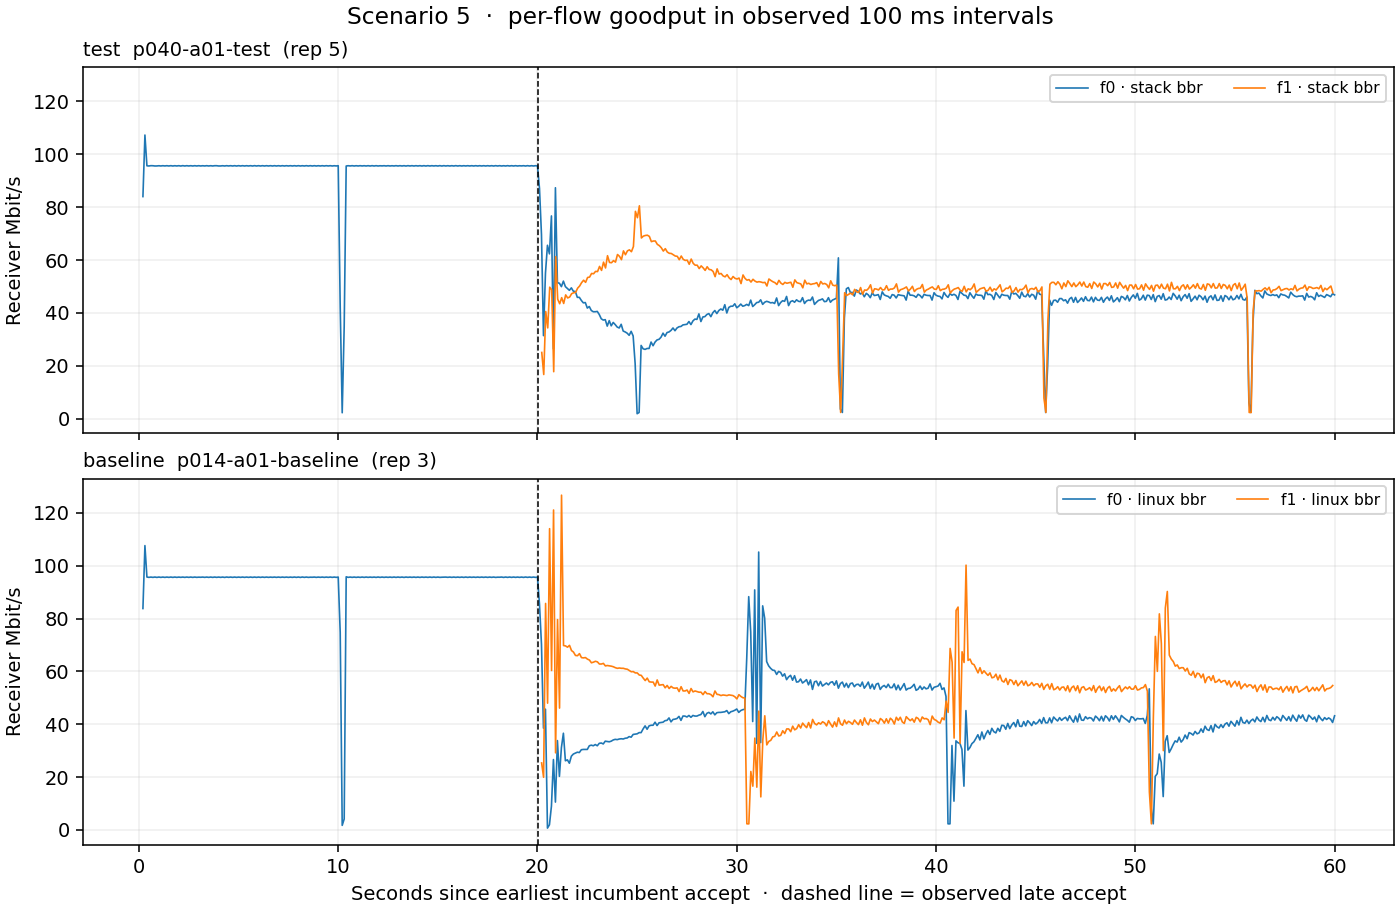 Scenario 5 · per-flow goodput in observed 100 ms intervals
test p040-a01-test (rep 5)
f0 · stack bbr
f1 · stack bbr
120
100
80
60
40
20
0
Receiver Mbit/s
baseline p014-a01-baseline (rep 3)
f0 · linux bbr
f1 · linux bbr
120
100
80
60
40
20
0
Receiver Mbit/s
0 10 20 30 40 50 60
Seconds since earliest incumbent accept · dashed line = observed late accept